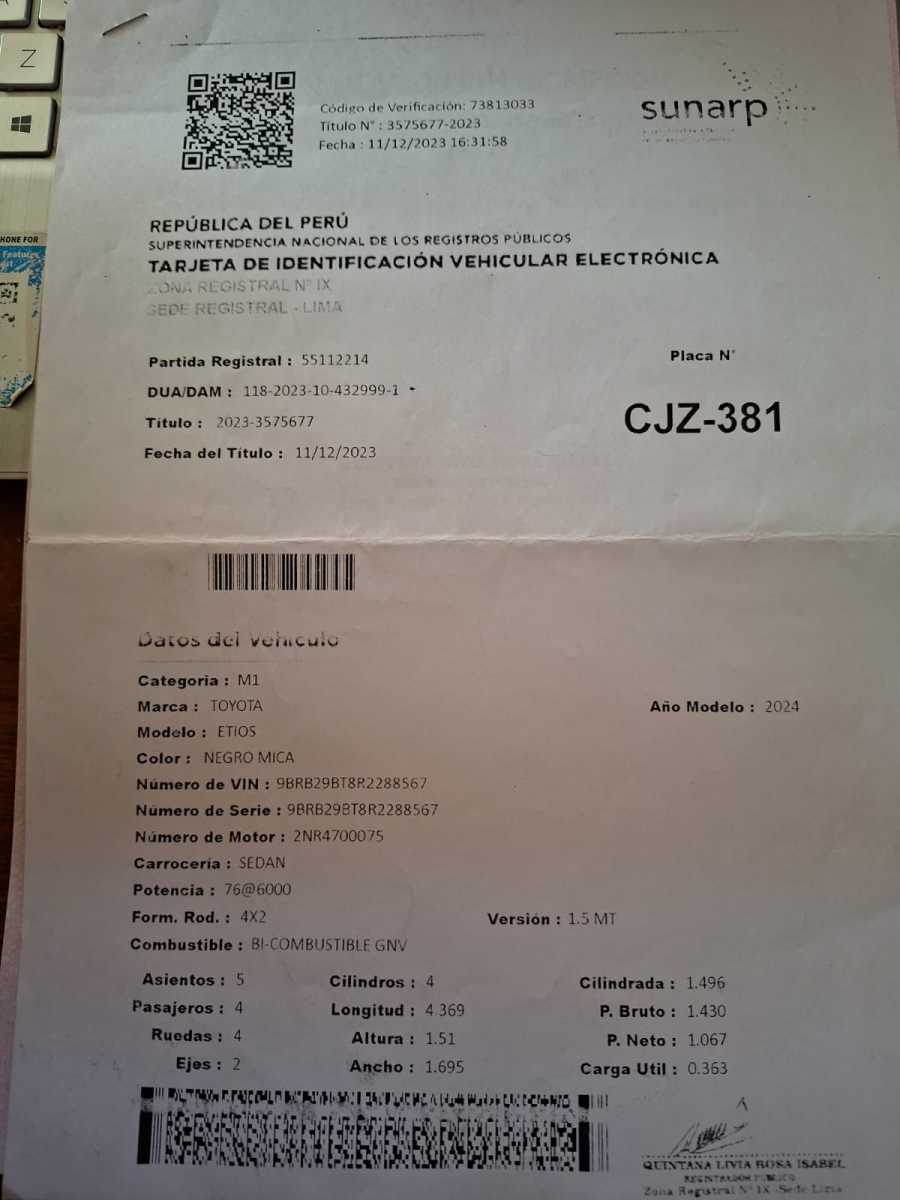 Z
Código de Verificación: 73813033
Título N° : 3575677-2023
Fecha : 11/12/2023 16:31:58
sunarp
HONE FOR
Features
REPÚBLICA DEL PERÚ
SUPERINTENDENCIA NACIONAL DE LOS REGISTROS PÚBLICOS
TARJETA DE IDENTIFICACIÓN VEHICULAR ELECTRÓNICA
ZONA REGISTRAL N° IX
SEDE REGISTRAL - LIMA
Partida Registral : 55112214
Placa N°
DUA/DAM : 118-2023-10-432999-1
CJZ-381
Título : 2023-3575677
Fecha del Título : 11/12/2023
Datos del Vehículo
Categoría : M1
Marca : TOYOTA
Año Modelo : 2024
Modelo : ETIOS
Color : NEGRO MICA
Número de VIN : 9BRB29BT8R2288567
Número de Serie : 9BRB29BT8R2288567
Número de Motor : 2NR4700075
Carrocería : SEDAN
Potencia : 76@6000
Form. Rod. : 4X2
Versión : 1.5 MT
Combustible : BI-COMBUSTIBLE GNV
Asientos : 5 Cilindros : 4 Cilindrada : 1.496
Pasajeros : 4 Longitud : 4.369 P. Bruto : 1.430
Ruedas : 4 Altura : 1.51 P. Neto : 1.067
Ejes : 2 Ancho : 1.695 Carga Util : 0.363
QUINTANA LIVIA ROSA ISABEL
REGISTRADOR PUBLICO
Zona Registral N° IX - Sede Lima